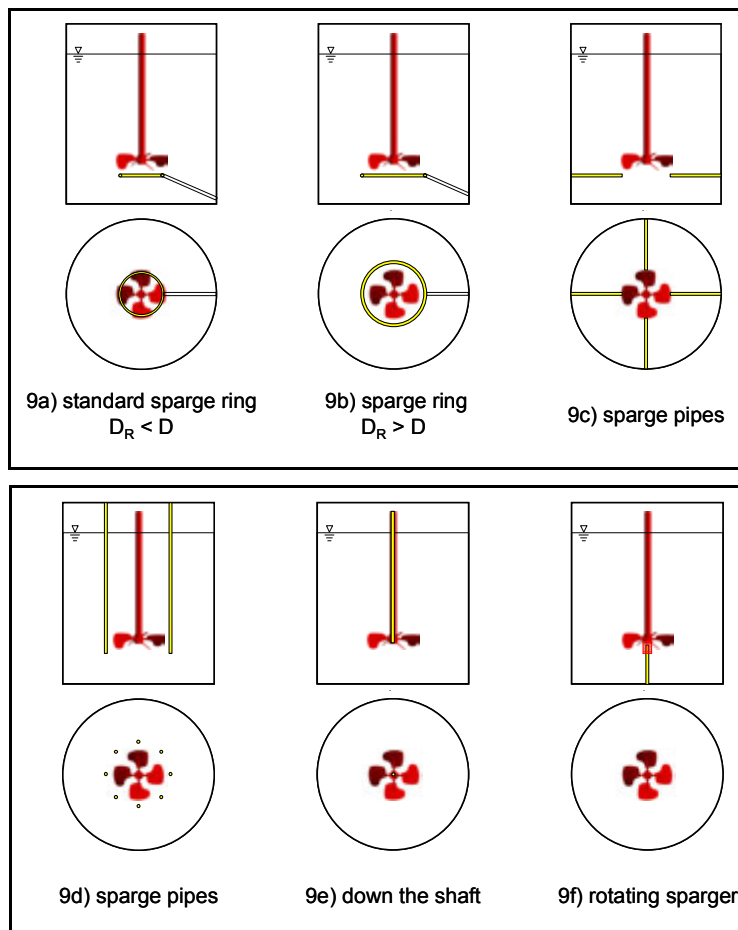 9a) standard sparge ring
D_R < D
9b) sparge ring
D_R > D
9c) sparge pipes
9d) sparge pipes
9e) down the shaft
9f) rotating sparger